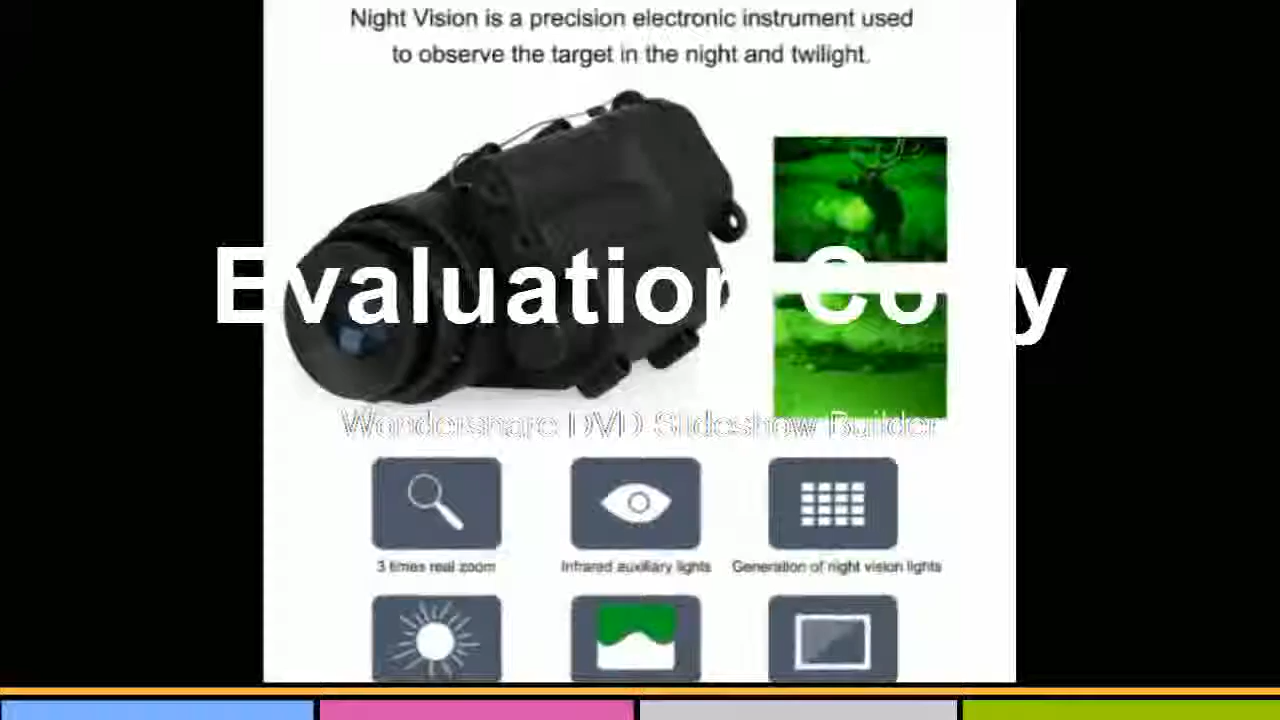 Night Vision is a precision electronic instrument used
to observe the target in the night and twilight.
Evaluation Copy
Wondershare DVD Slideshow Builder
3 times real zoom
Infrared auxiliary lights
Generation of night vision lights